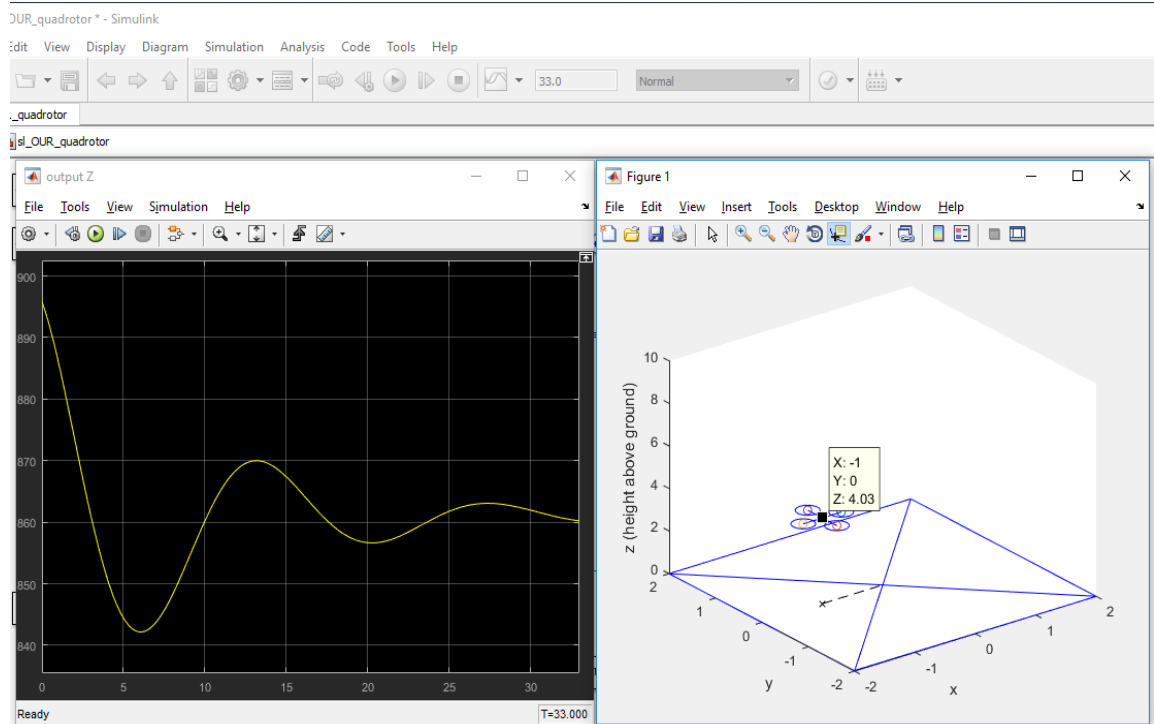 OUR_quadrotor * - Simulink
Edit View Display Diagram Simulation Analysis Code Tools Help
33.0 Normal
_quadrotor
sl_OUR_quadrotor
output Z
File Tools View Simulation Help
900
890
880
870
860
850
840
0 5 10 15 20 25 30
Ready T=33.000
Figure 1
File Edit View Insert Tools Desktop Window Help
z (height above ground)
10
8
6
4
2
0
X: -1
Y: 0
Z: 4.03
2
1
0
-1
-2
y
-2
-1
0
1
2
x